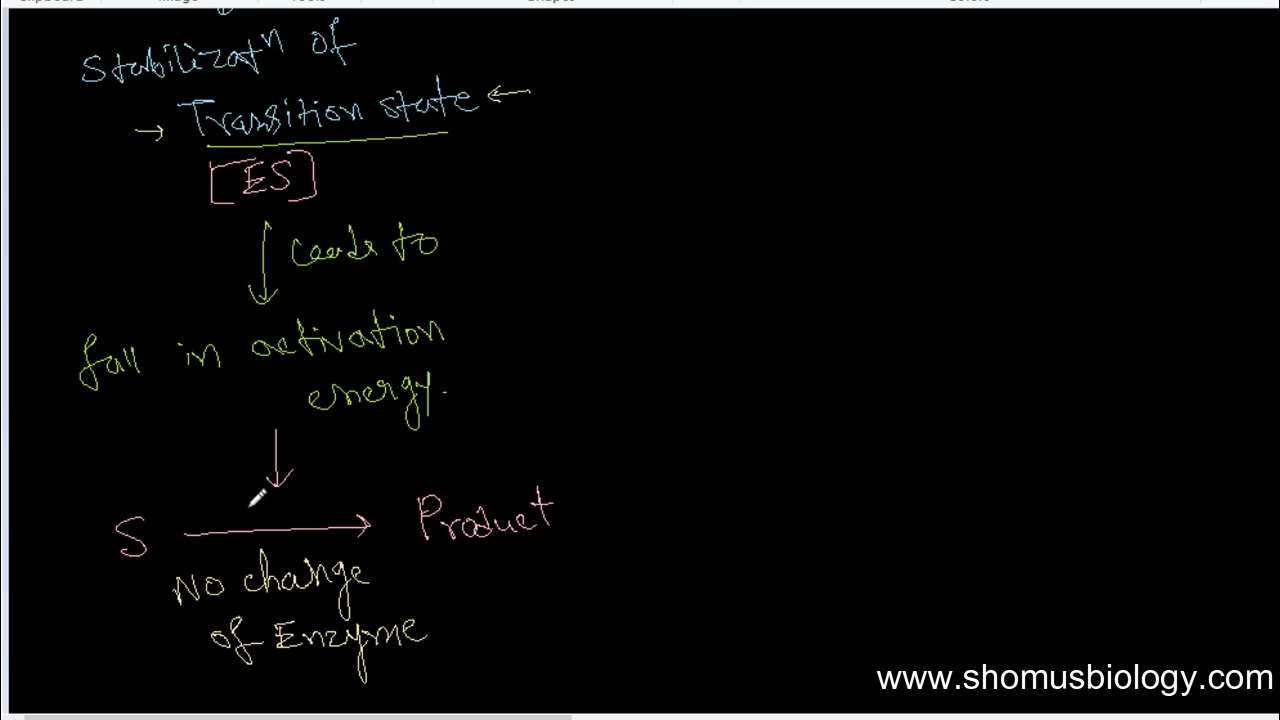 Stabilizatⁿ of
→ Transition state ←
[ES]
Leads to
fall in activation
energy.
S → Product
No change
of Enzyme
www.shomusbiology.com